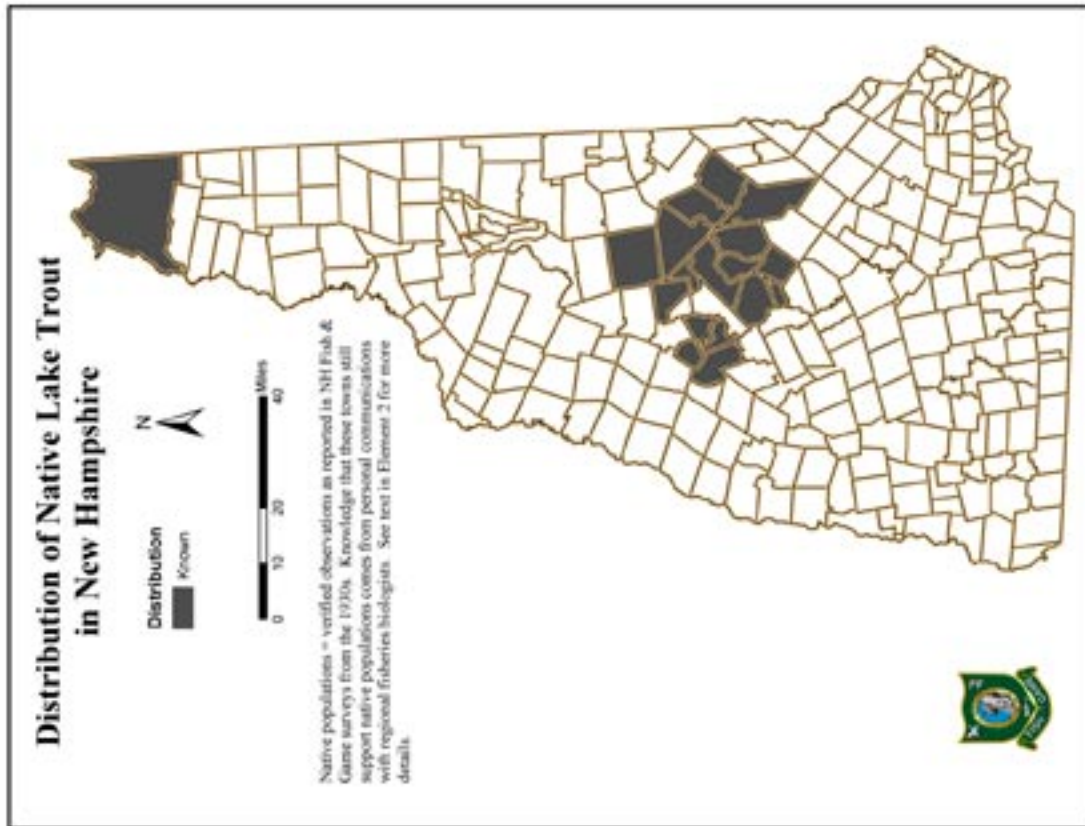 Distribution of Native Lake Trout
in New Hampshire
N
Distribution
Known
0 10 20 40
Miles
Native populations = verified observations as reported in NH Fish &
Game surveys from the 1930s. Knowledge that these towns still
support native populations comes from personal communications
with regional fisheries biologists. See text in Element 2 for more
details.